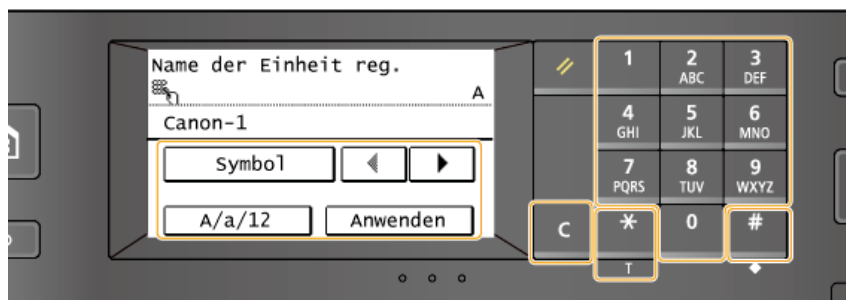 Name der Einheit reg.
A
Canon-1
Symbol
A/a/12 Anwenden
1 2 ABC 3 DEF
4 GHI 5 JKL 6 MNO
7 PQRS 8 TUV 9 WXYZ
C * 0 #
T